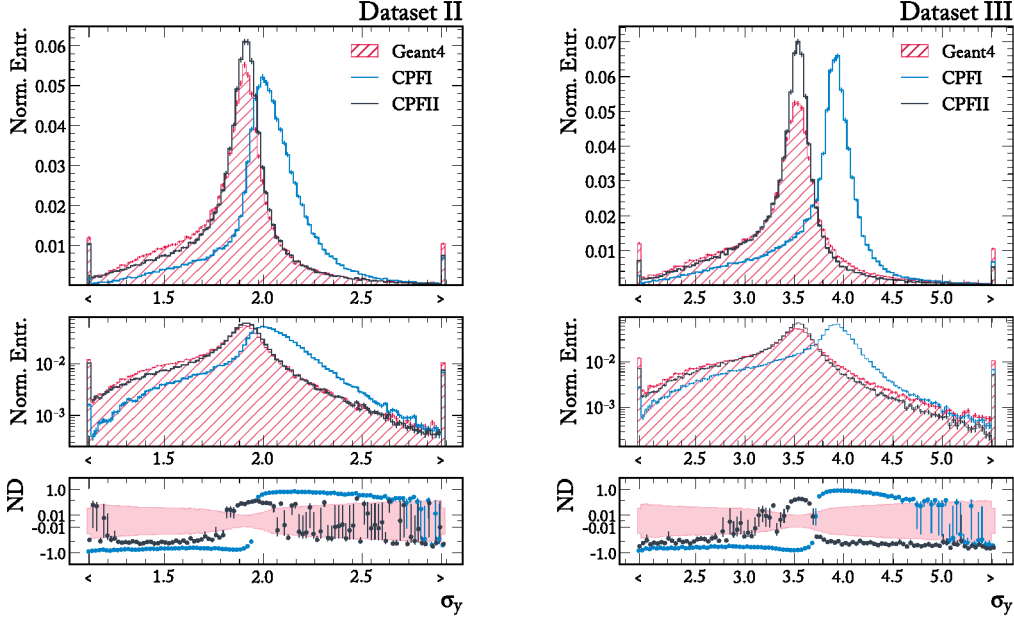 Dataset II
Norm. Entr.
0.06
0.05
0.04
0.03
0.02
0.01
Geant4
CPFI
CPFII
< 1.5 2.0 2.5 >
Norm. Entr.
10⁻²
10⁻³
< 1.5 2.0 2.5 >
ND
1.0
0.01
-0.01
-1.0
< 1.5 2.0 2.5 >
σy
Dataset III
Norm. Entr.
0.07
0.06
0.05
0.04
0.03
0.02
0.01
Geant4
CPFI
CPFII
< 2.5 3.0 3.5 4.0 4.5 5.0 >
Norm. Entr.
10⁻²
10⁻³
< 2.5 3.0 3.5 4.0 4.5 5.0 >
ND
1.0
0.01
-0.01
-1.0
< 2.5 3.0 3.5 4.0 4.5 5.0 >
σy